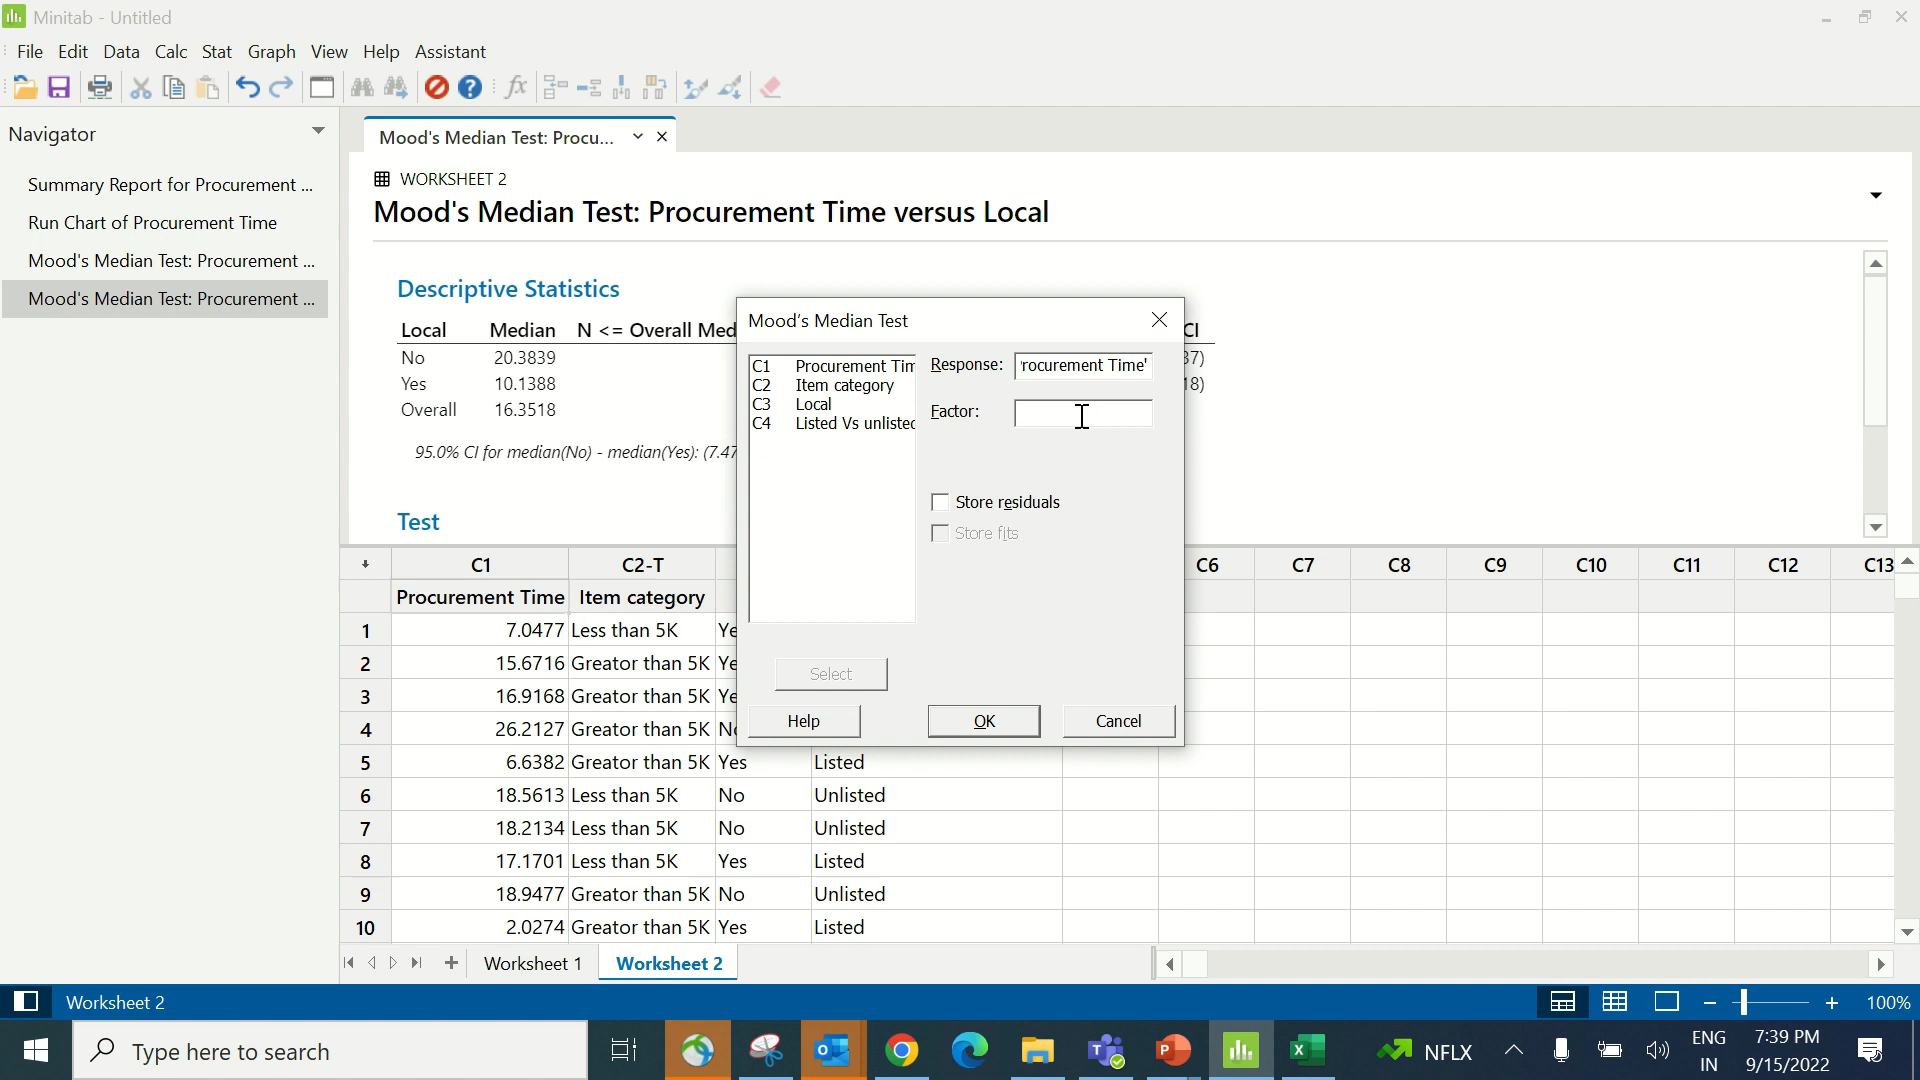 Minitab - Untitled
File Edit Data Calc Stat Graph View Help Assistant
Navigator
Summary Report for Procurement ...
Run Chart of Procurement Time
Mood's Median Test: Procurement ...
Mood's Median Test: Procurement ...
Mood's Median Test: Procu...
WORKSHEET 2
Mood's Median Test: Procurement Time versus Local
Descriptive Statistics
Local Median N <= Overall Med CI
No 20.3839 37)
Yes 10.1388 18)
Overall 16.3518
95.0% CI for median(No) - median(Yes): (7.47
Test
Mood's Median Test
C1 Procurement Tim
C2 Item category
C3 Local
C4 Listed Vs unlisted
Response: 'rocurement Time'
Factor:
Store residuals
Store fits
Select
Help OK Cancel
C1 C2-T C6 C7 C8 C9 C10 C11 C12 C13
Procurement Time Item category
1 7.0477 Less than 5K Ye
2 15.6716 Greator than 5K Ye
3 16.9168 Greator than 5K Ye
4 26.2127 Greator than 5K No
5 6.6382 Greator than 5K Yes Listed
6 18.5613 Less than 5K No Unlisted
7 18.2134 Less than 5K No Unlisted
8 17.1701 Less than 5K Yes Listed
9 18.9477 Greator than 5K No Unlisted
10 2.0274 Greator than 5K Yes Listed
Worksheet 1 Worksheet 2
Worksheet 2 100%
Type here to search
NFLX
ENG
IN
7:39 PM
9/15/2022